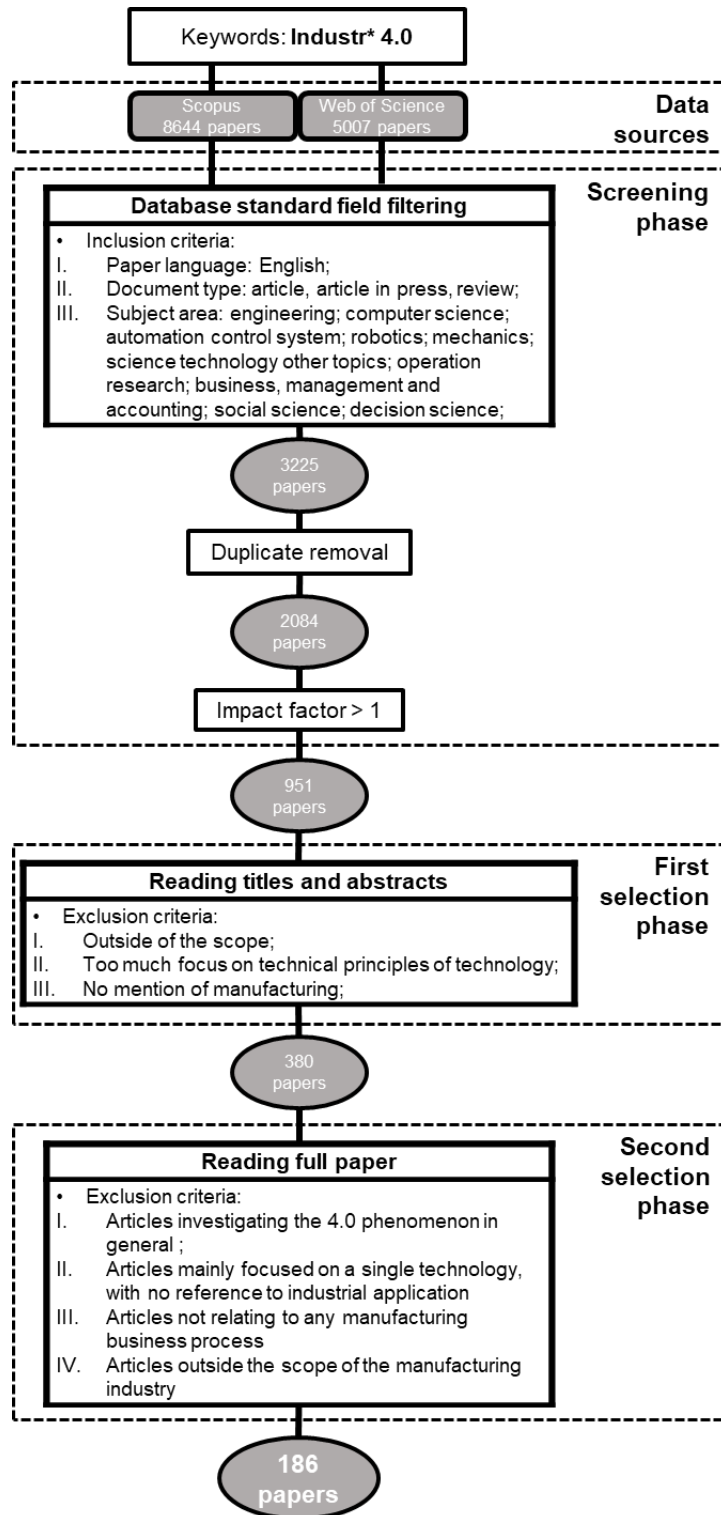 Keywords: Industr* 4.0
Scopus
8644 papers
Web of Science
5007 papers
Data
sources
Screening
phase
Database standard field filtering
• Inclusion criteria:
I. Paper language: English;
II. Document type: article, article in press, review;
III. Subject area: engineering; computer science;
automation control system; robotics; mechanics;
science technology other topics; operation
research; business, management and
accounting; social science; decision science;
3225
papers
Duplicate removal
2084
papers
Impact factor > 1
951
papers
First
selection
phase
Reading titles and abstracts
• Exclusion criteria:
I. Outside of the scope;
II. Too much focus on technical principles of technology;
III. No mention of manufacturing;
380
papers
Second
selection
phase
Reading full paper
• Exclusion criteria:
I. Articles investigating the 4.0 phenomenon in
general ;
II. Articles mainly focused on a single technology,
with no reference to industrial application
III. Articles not relating to any manufacturing
business process
IV. Articles outside the scope of the manufacturing
industry
186
papers